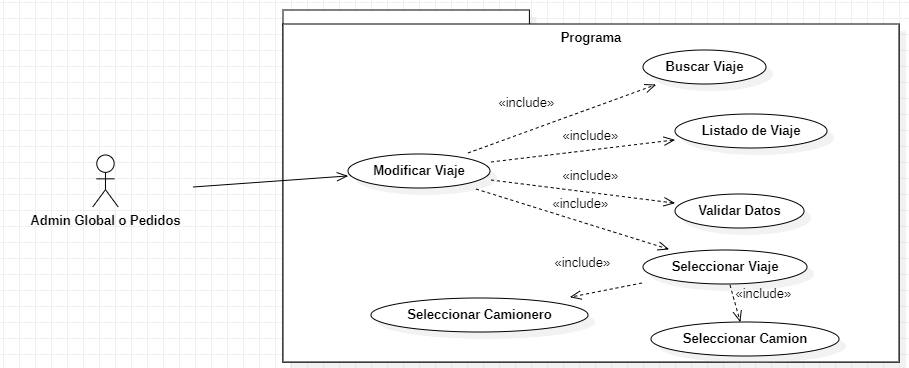 Programa
Buscar Viaje
«include»
Listado de Viaje
«include»
Modificar Viaje
«include»
Validar Datos
«include»
Admin Global o Pedidos
Seleccionar Viaje
«include»
«include»
Seleccionar Camionero
Seleccionar Camion